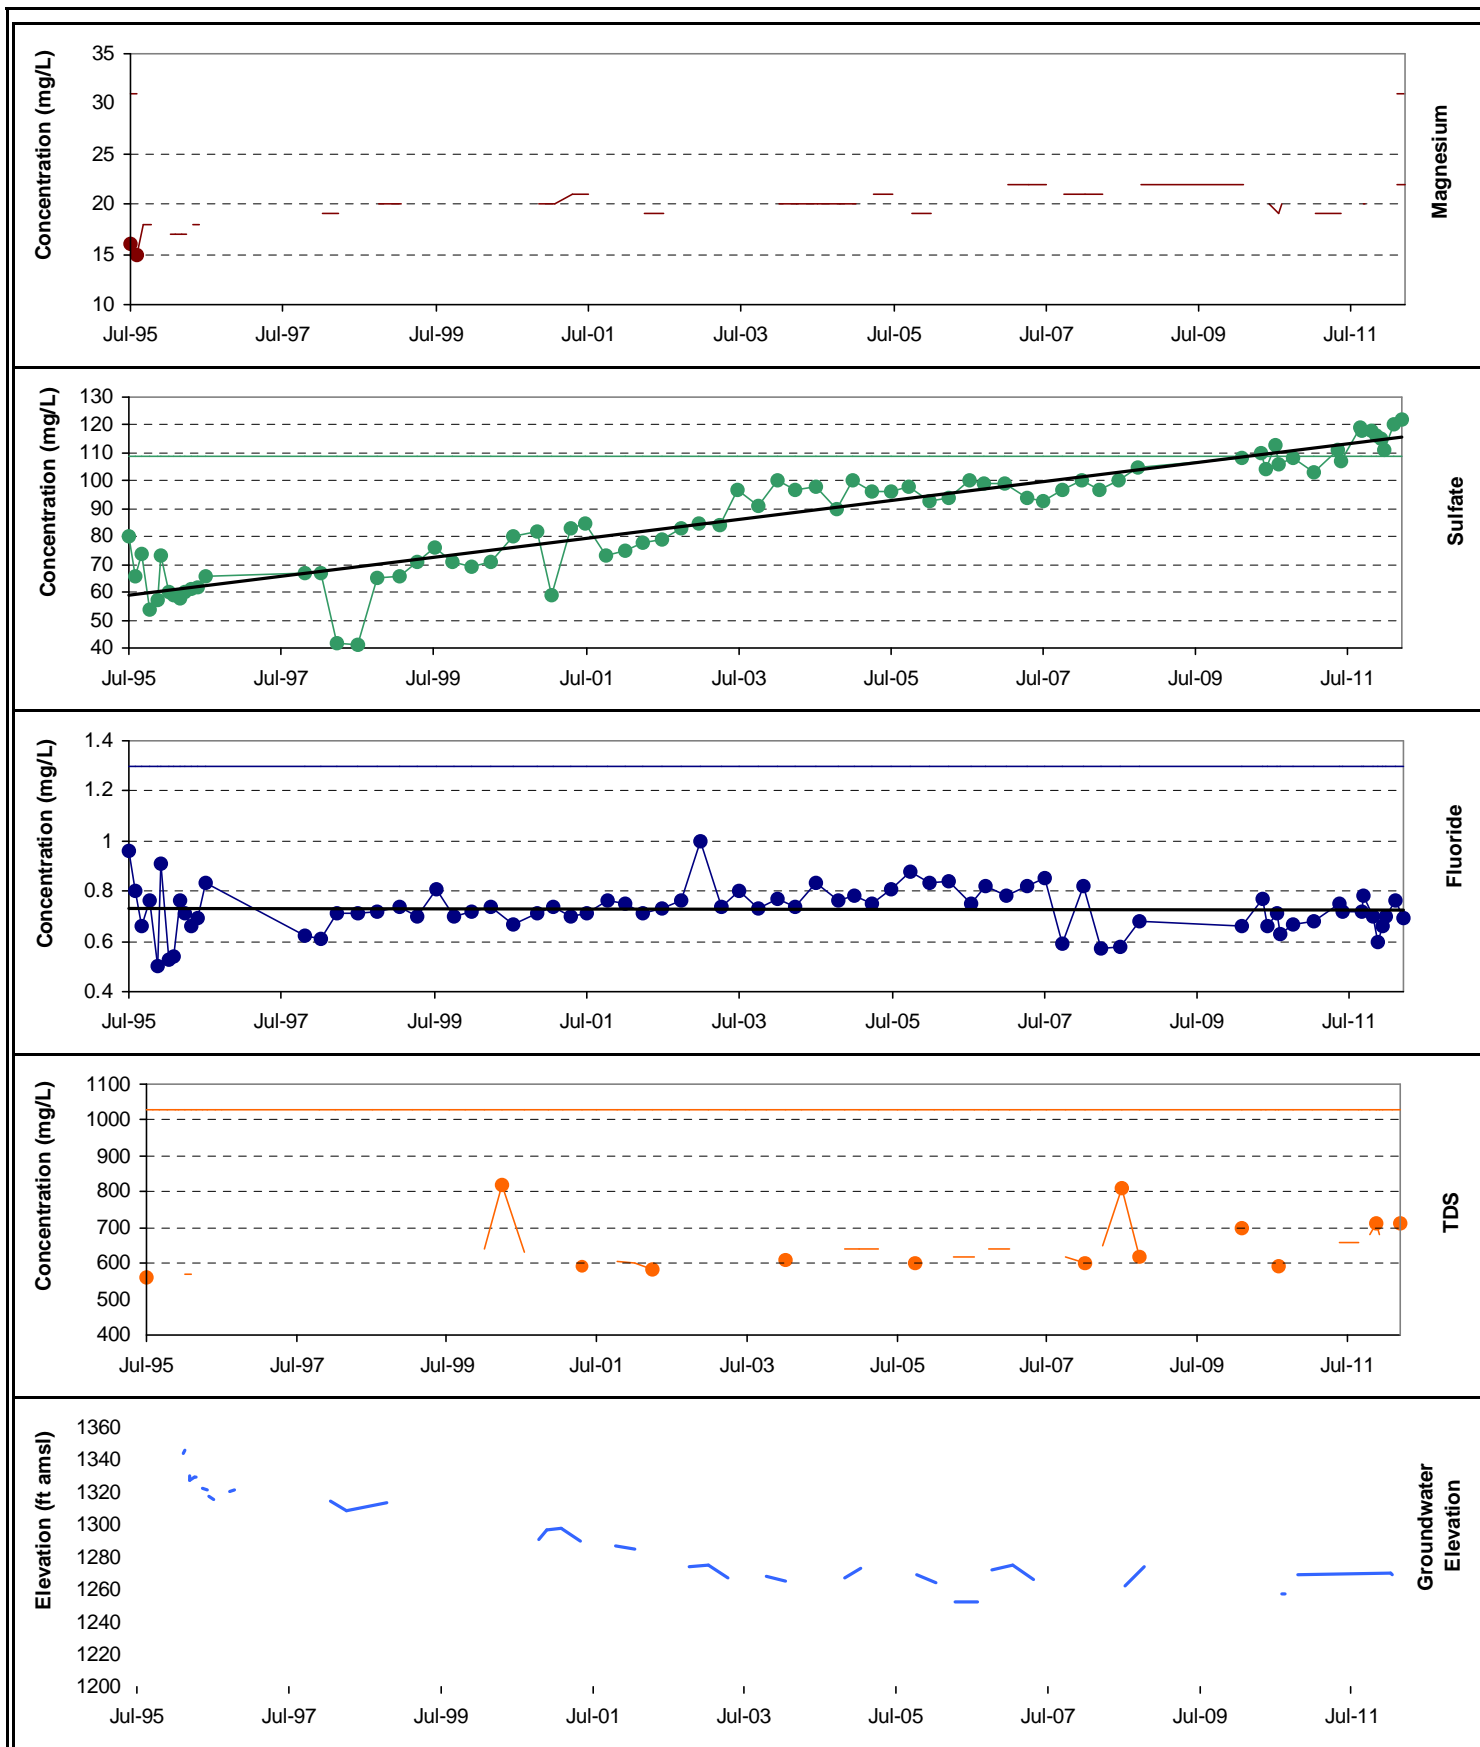 Concentration (mg/L)
35
30
25
20
15
10
Jul-95 Jul-97 Jul-99 Jul-01 Jul-03 Jul-05 Jul-07 Jul-09 Jul-11
Magnesium
Concentration (mg/L)
130
120
110
100
90
80
70
60
50
40
Jul-95 Jul-97 Jul-99 Jul-01 Jul-03 Jul-05 Jul-07 Jul-09 Jul-11
Sulfate
Concentration (mg/L)
1.4
1.2
1
0.8
0.6
0.4
Jul-95 Jul-97 Jul-99 Jul-01 Jul-03 Jul-05 Jul-07 Jul-09 Jul-11
Fluoride
Concentration (mg/L)
1100
1000
900
800
700
600
500
400
Jul-95 Jul-97 Jul-99 Jul-01 Jul-03 Jul-05 Jul-07 Jul-09 Jul-11
TDS
Elevation (ft amsl)
1360
1340
1320
1300
1280
1260
1240
1220
1200
Jul-95 Jul-97 Jul-99 Jul-01 Jul-03 Jul-05 Jul-07 Jul-09 Jul-11
Groundwater
Elevation